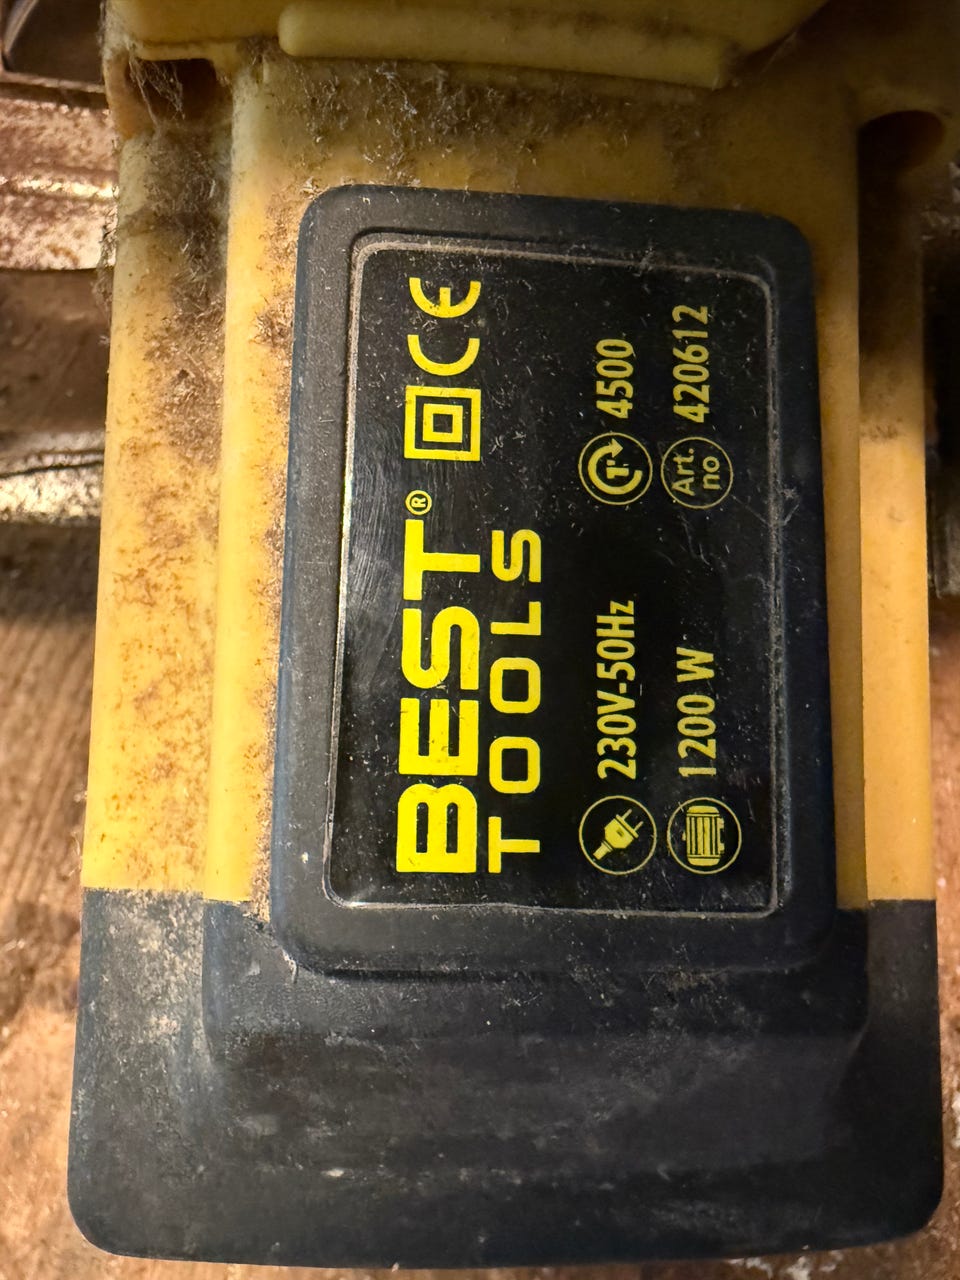 BEST® CE
TOOLS
230V-50Hz 4500
1200 W Art. no 420612